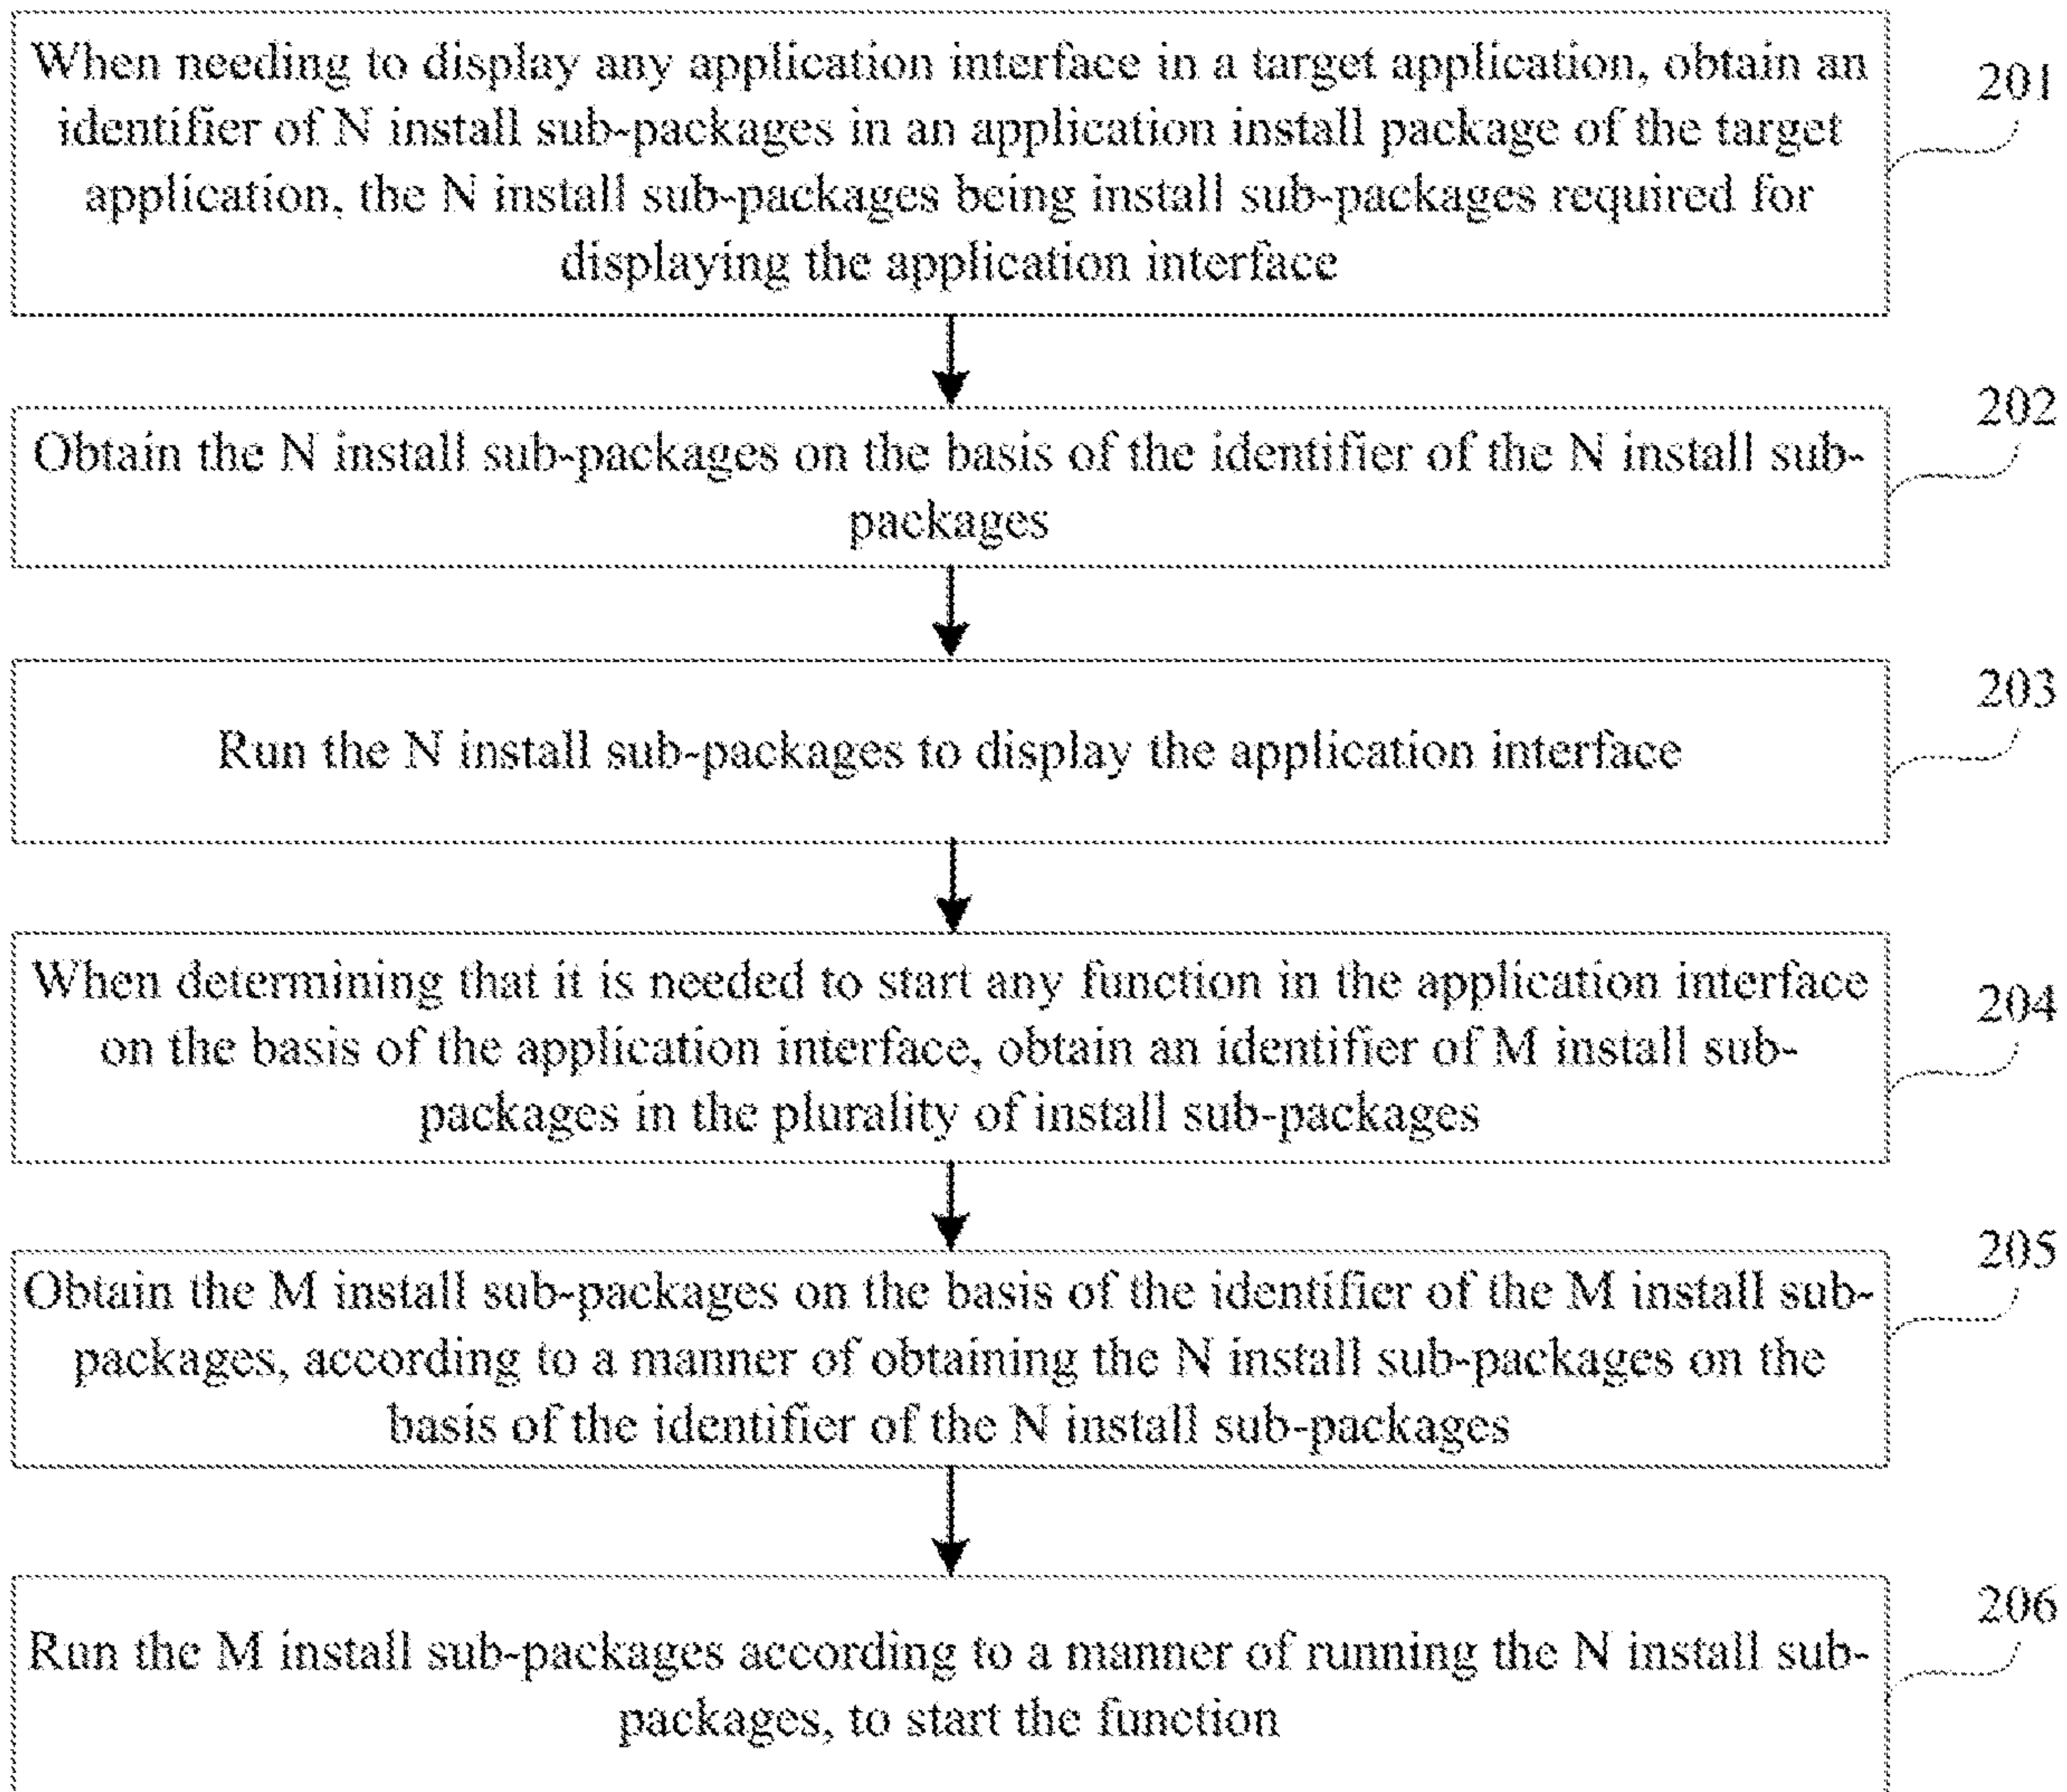 When needing to display any application interface in a target application, obtain an
identifier of N install sub-packages in an application install package of the target
application, the N install sub-packages being install sub-packages required for
displaying the application interface
201
Obtain the N install sub-packages on the basis of the identifier of the N install sub-
packages
202
Run the N install sub-packages to display the application interface
203
When determining that it is needed to start any function in the application interface
on the basis of the application interface, obtain an identifier of M install sub-
packages in the plurality of install sub-packages
204
Obtain the M install sub-packages on the basis of the identifier of the M install sub-
packages, according to a manner of obtaining the N install sub-packages on the
basis of the identifier of the N install sub-packages
205
Run the M install sub-packages according to a manner of running the N install sub-
packages, to start the function
206